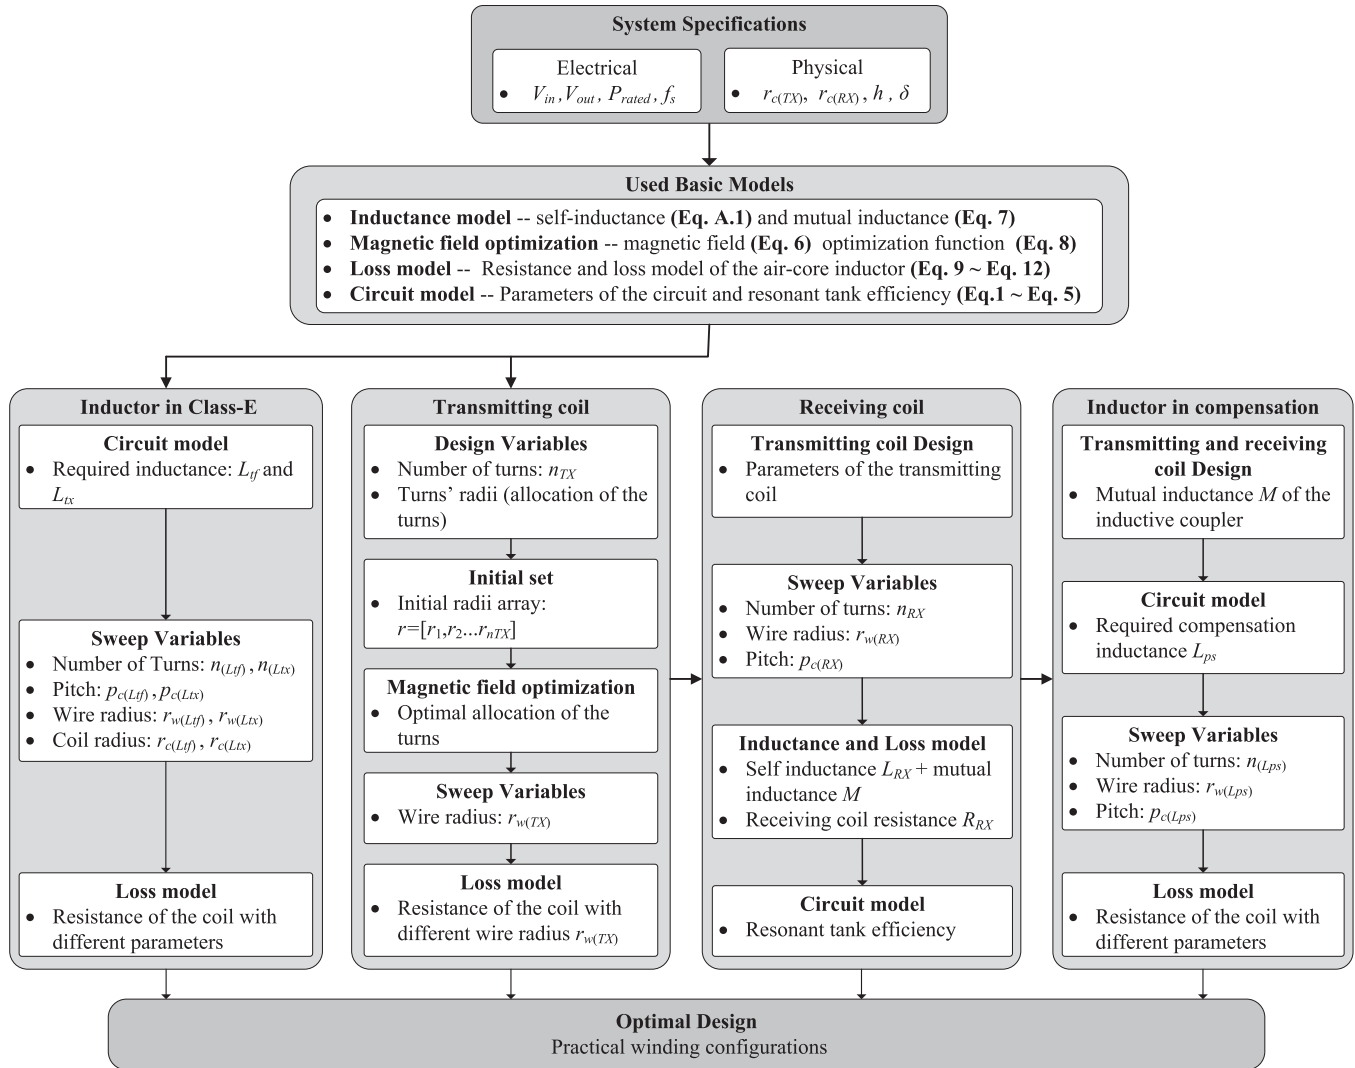 System Specifications
Electrical
• V_in, V_out, P_rated, f_s
Physical
• r_c(TX), r_c(RX), h, δ
Used Basic Models
• Inductance model -- self-inductance (Eq. A.1) and mutual inductance (Eq. 7)
• Magnetic field optimization -- magnetic field (Eq. 6) optimization function (Eq. 8)
• Loss model -- Resistance and loss model of the air-core inductor (Eq. 9 ~ Eq. 12)
• Circuit model -- Parameters of the circuit and resonant tank efficiency (Eq.1 ~ Eq. 5)
Inductor in Class-E
Circuit model
• Required inductance: L_tf and
L_tx
Sweep Variables
• Number of Turns: n_(Ltf), n_(Ltx)
• Pitch: p_c(Ltf), p_c(Ltx)
• Wire radius: r_w(Ltf), r_w(Ltx)
• Coil radius: r_c(Ltf), r_c(Ltx)
Loss model
• Resistance of the coil with
different parameters
Transmitting coil
Design Variables
• Number of turns: n_TX
• Turns' radii (allocation of the
turns)
Initial set
• Initial radii array:
r=[r_1,r_2...r_nTX]
Magnetic field optimization
• Optimal allocation of the
turns
Sweep Variables
• Wire radius: r_w(TX)
Loss model
• Resistance of the coil with
different wire radius r_w(TX)
Receiving coil
Transmitting coil Design
• Parameters of the transmitting
coil
Sweep Variables
• Number of turns: n_RX
• Wire radius: r_w(RX)
• Pitch: p_c(RX)
Inductance and Loss model
• Self inductance L_RX + mutual
inductance M
• Receiving coil resistance R_RX
Circuit model
• Resonant tank efficiency
Inductor in compensation
Transmitting and receiving
coil Design
• Mutual inductance M of the
inductive coupler
Circuit model
• Required compensation
inductance L_ps
Sweep Variables
• Number of turns: n_(Lps)
• Wire radius: r_w(Lps)
• Pitch: p_c(Lps)
Loss model
• Resistance of the coil with
different parameters
Optimal Design
Practical winding configurations